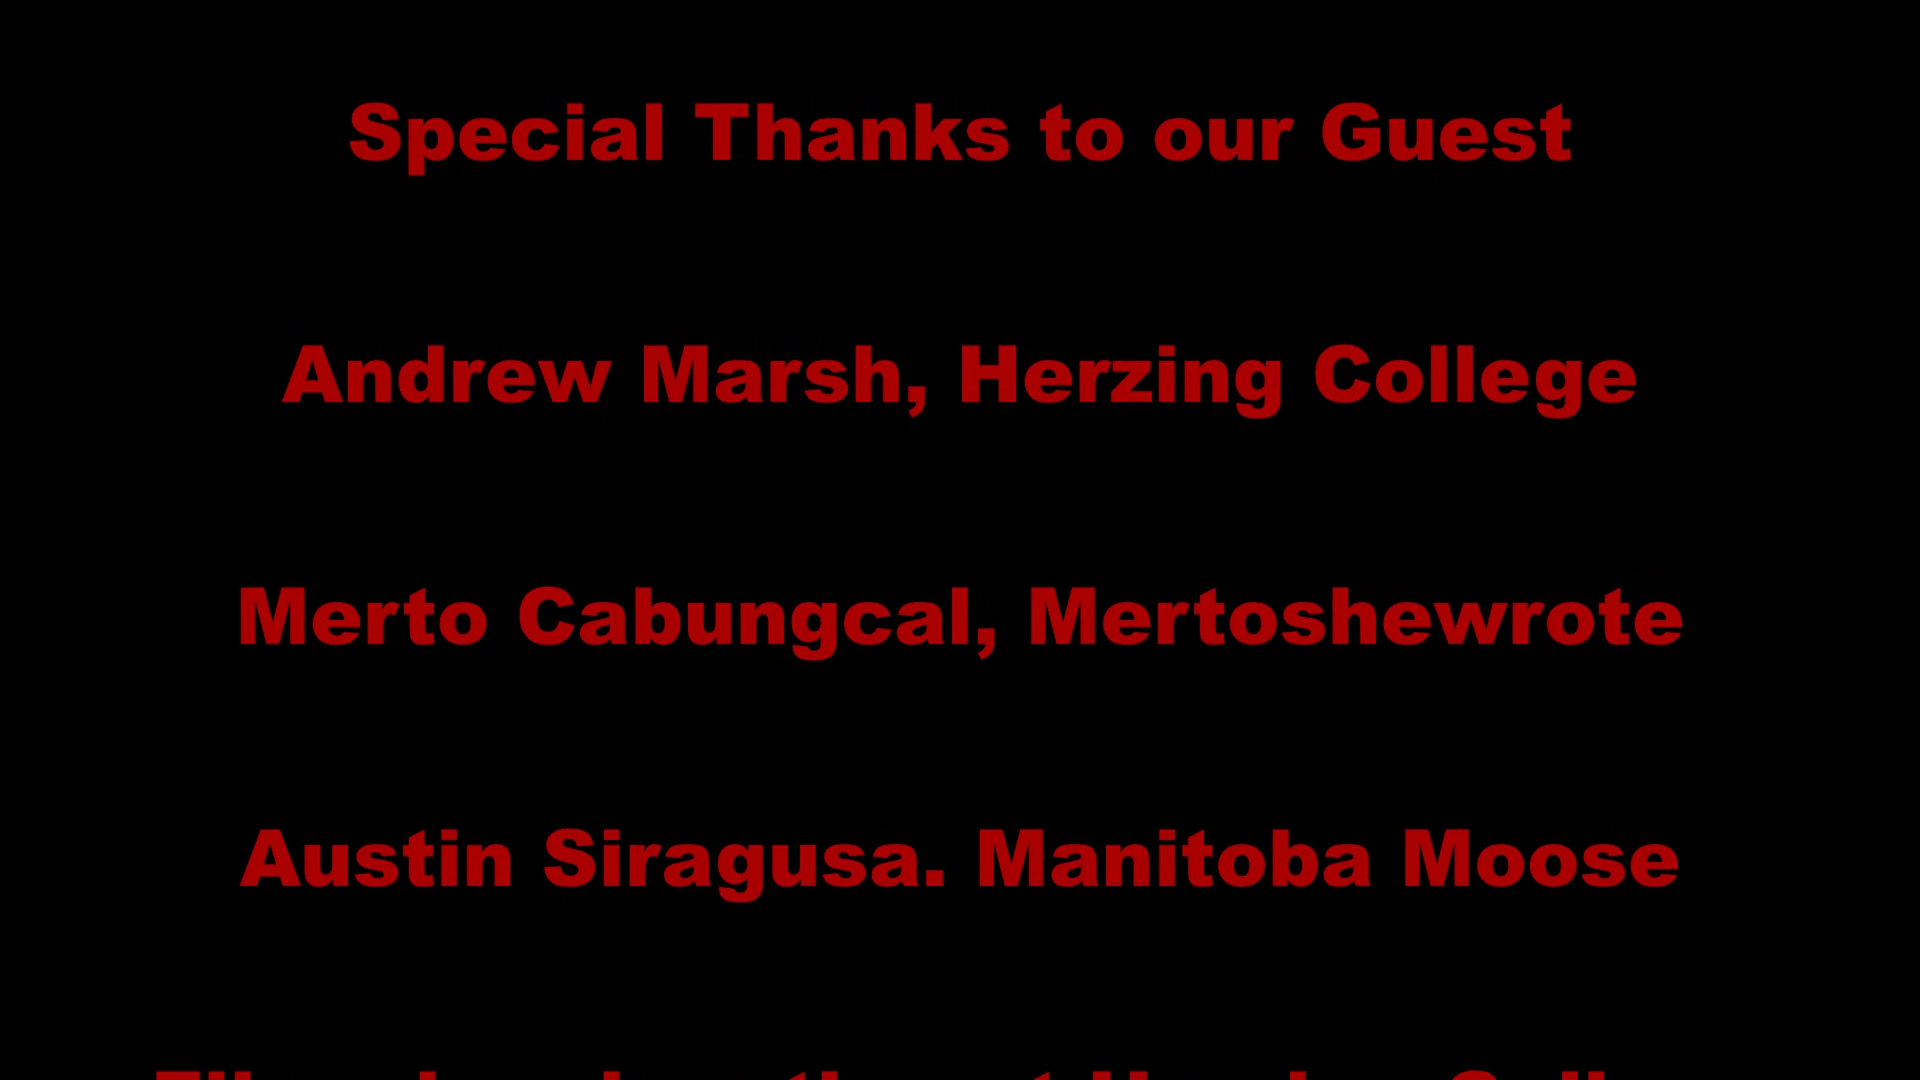 Special Thanks to our Guest
Andrew Marsh, Herzing College
Merto Cabungcal, Mertoshewrote
Austin Siragusa. Manitoba Moose